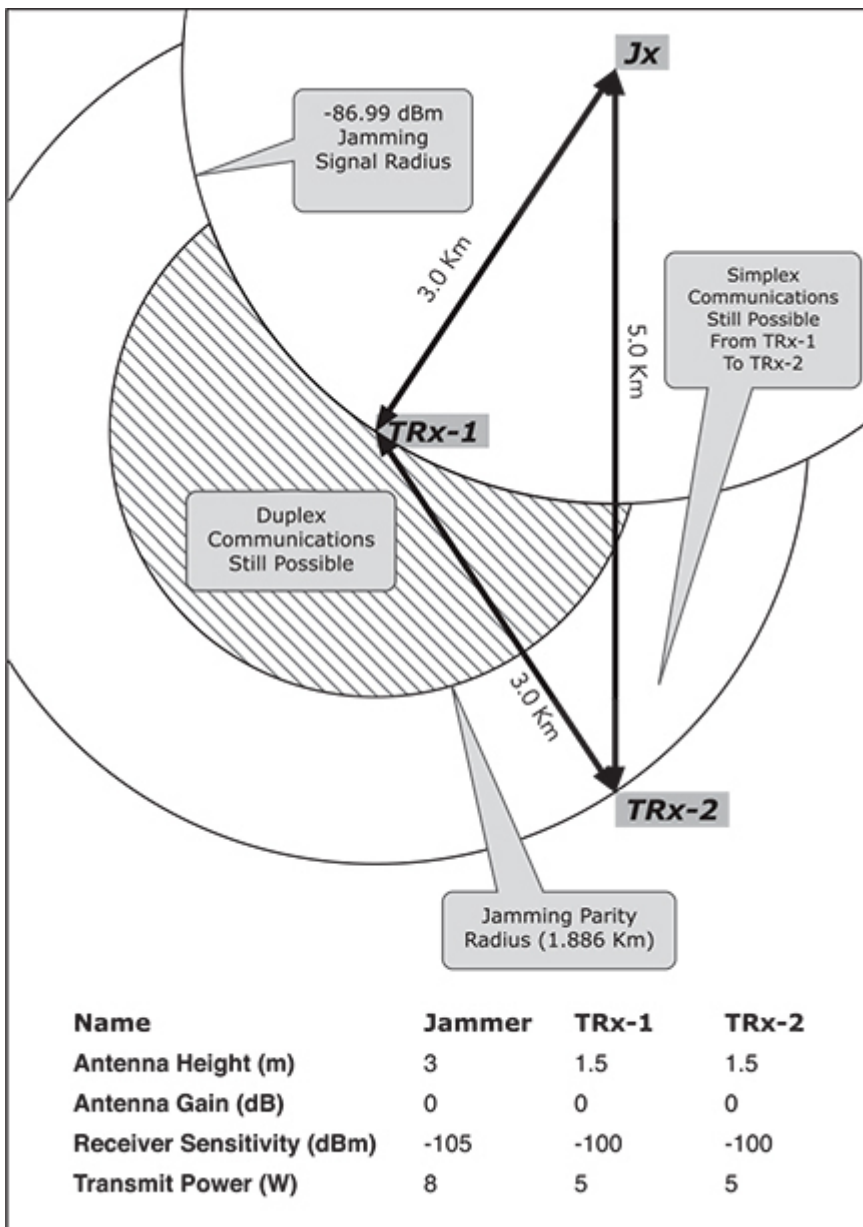 Jx
-86.99 dBm
Jamming
Signal Radius
3.0 Km
Simplex
Communications
Still Possible
From TRx-1
To TRx-2
5.0 Km
TRx-1
Duplex
Communications
Still Possible
3.0 Km
TRx-2
Jamming Parity
Radius (1.886 Km)
Name Jammer TRx-1 TRx-2
Antenna Height (m) 3 1.5 1.5
Antenna Gain (dB) 0 0 0
Receiver Sensitivity (dBm) -105 -100 -100
Transmit Power (W) 8 5 5